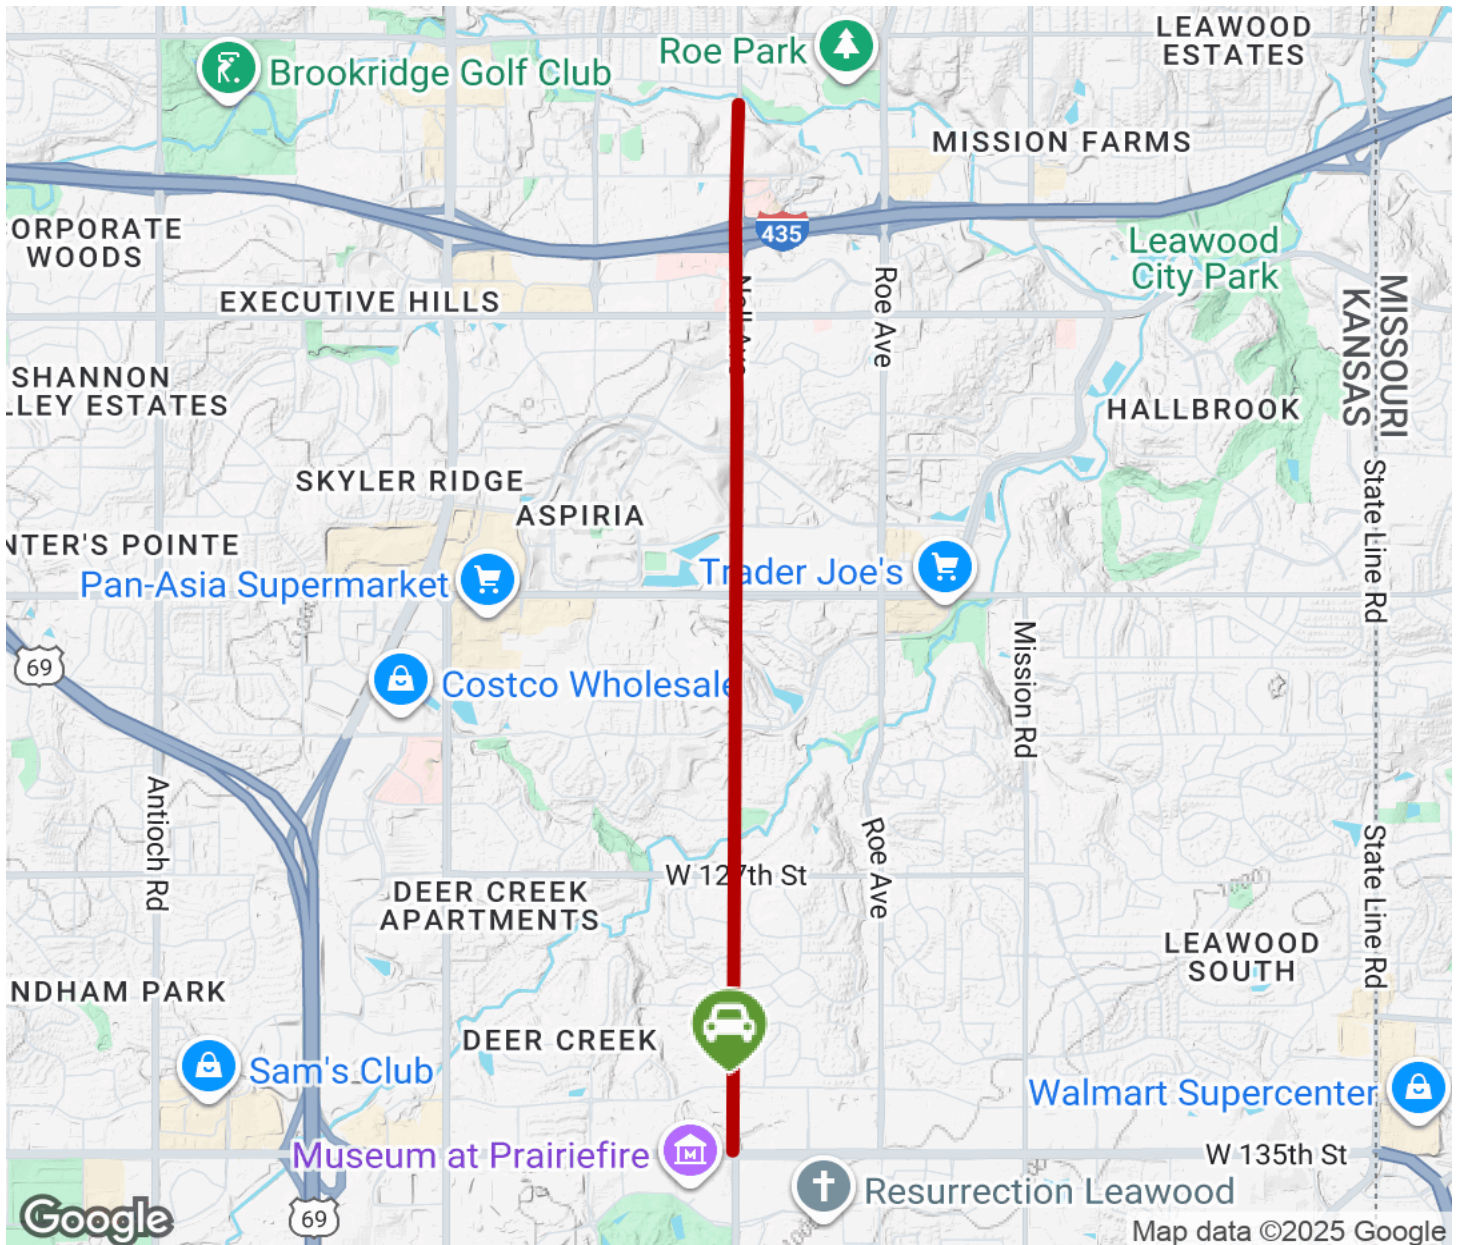 LEAWOOD
ESTATES
Roe Park
Brookridge Golf Club
MISSION FARMS
ORPORATE
WOODS
435
Leawood
City Park
EXECUTIVE HILLS
Roe Ave
MISSOURI
KANSAS
SHANNON
LLEY ESTATES
HALLBROOK
SKYLER RIDGE
ASPIRIA
State Line Rd
NTER'S POINTE
Pan-Asia Supermarket
Trader Joe's
69
Costco Wholesale
Mission Rd
Antioch Rd
Roe Ave
State Line Rd
W 127th St
DEER CREEK
APARTMENTS
LEAWOOD
SOUTH
NDHAM PARK
DEER CREEK
Sam's Club
Walmart Supercenter
Museum at Prairiefire
W 135th St
Resurrection Leawood
Google
69
Map data ©2025 Google